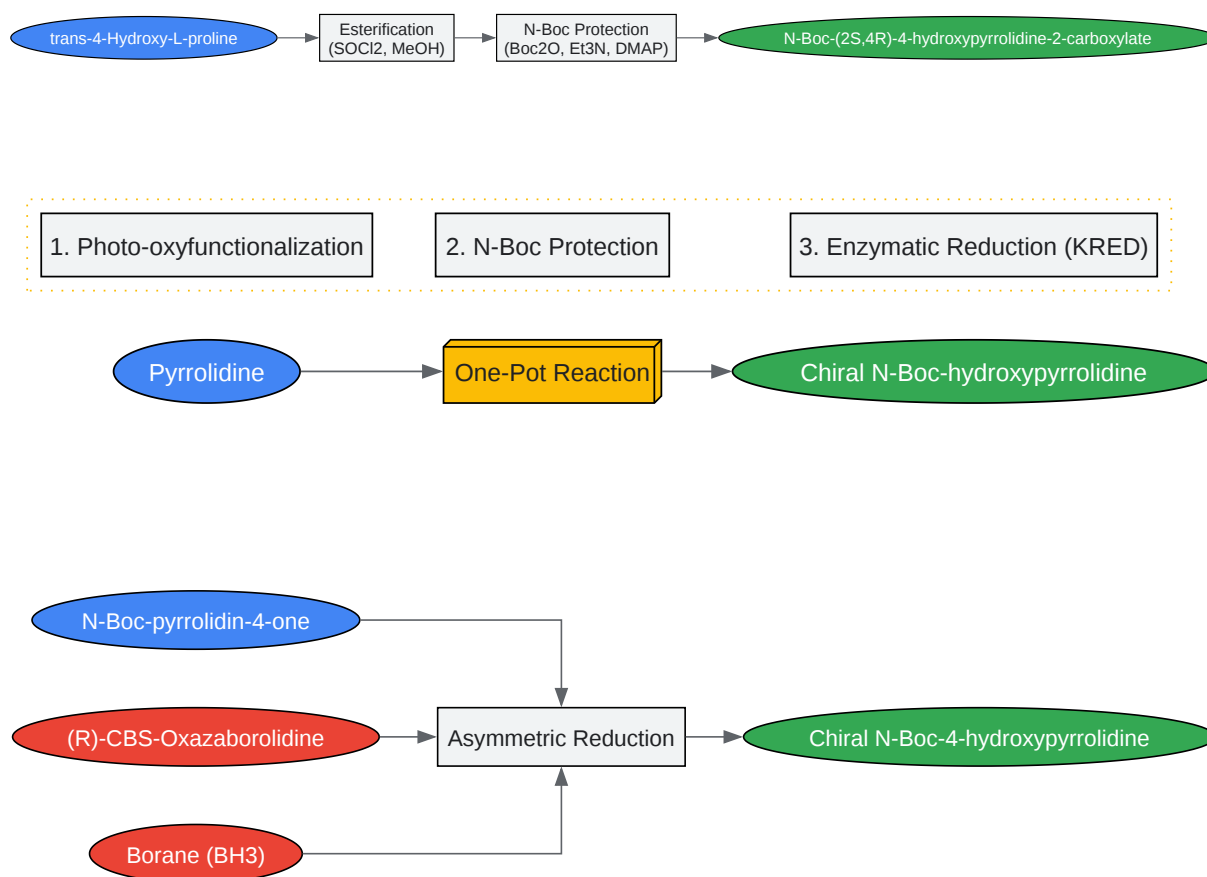 trans-4-Hydroxy-L-proline
Esterification
(SOCl2, MeOH)
N-Boc Protection
(Boc2O, Et3N, DMAP)
N-Boc-(2S,4R)-4-hydroxypyrrolidine-2-carboxylate
1. Photo-oxyfunctionalization
2. N-Boc Protection
3. Enzymatic Reduction (KRED)
Pyrrolidine
One-Pot Reaction
Chiral N-Boc-hydroxypyrrolidine
N-Boc-pyrrolidin-4-one
(R)-CBS-Oxazaborolidine
Asymmetric Reduction
Chiral N-Boc-4-hydroxypyrrolidine
Borane (BH3)